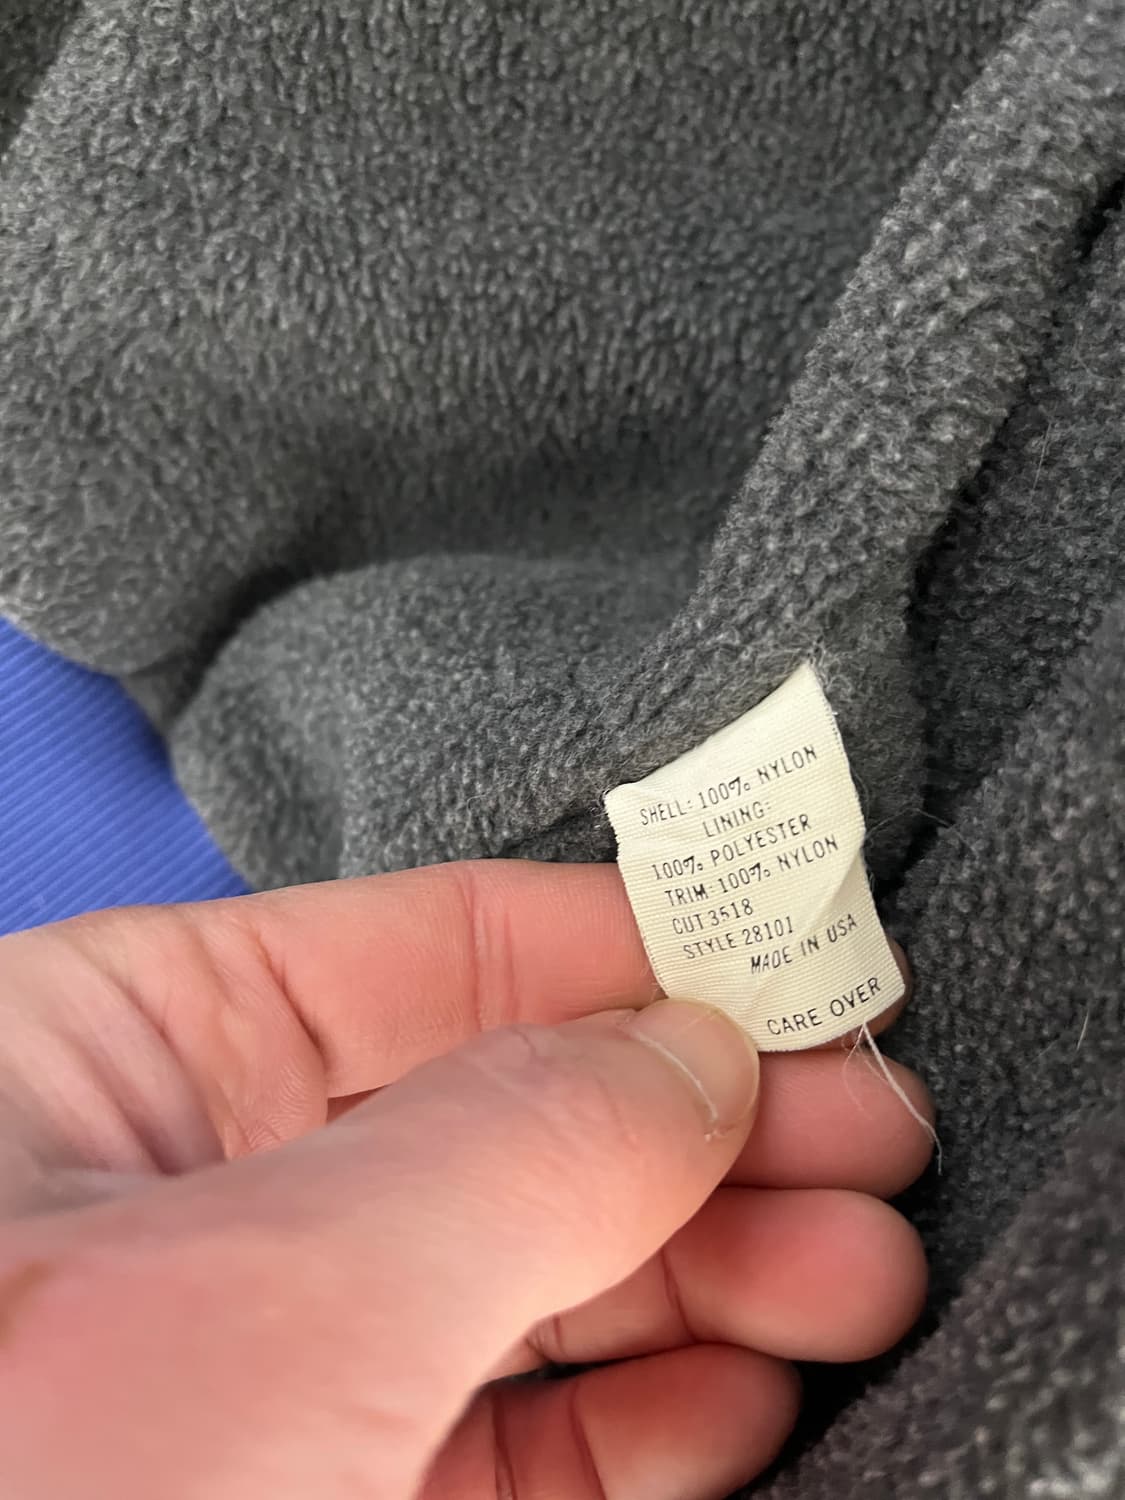 SHELL: 100% NYLON
LINING:
100% POLYESTER
TRIM 100% NYLON
CUT 3518
STYLE 28101
MADE IN USA
CARE OVER